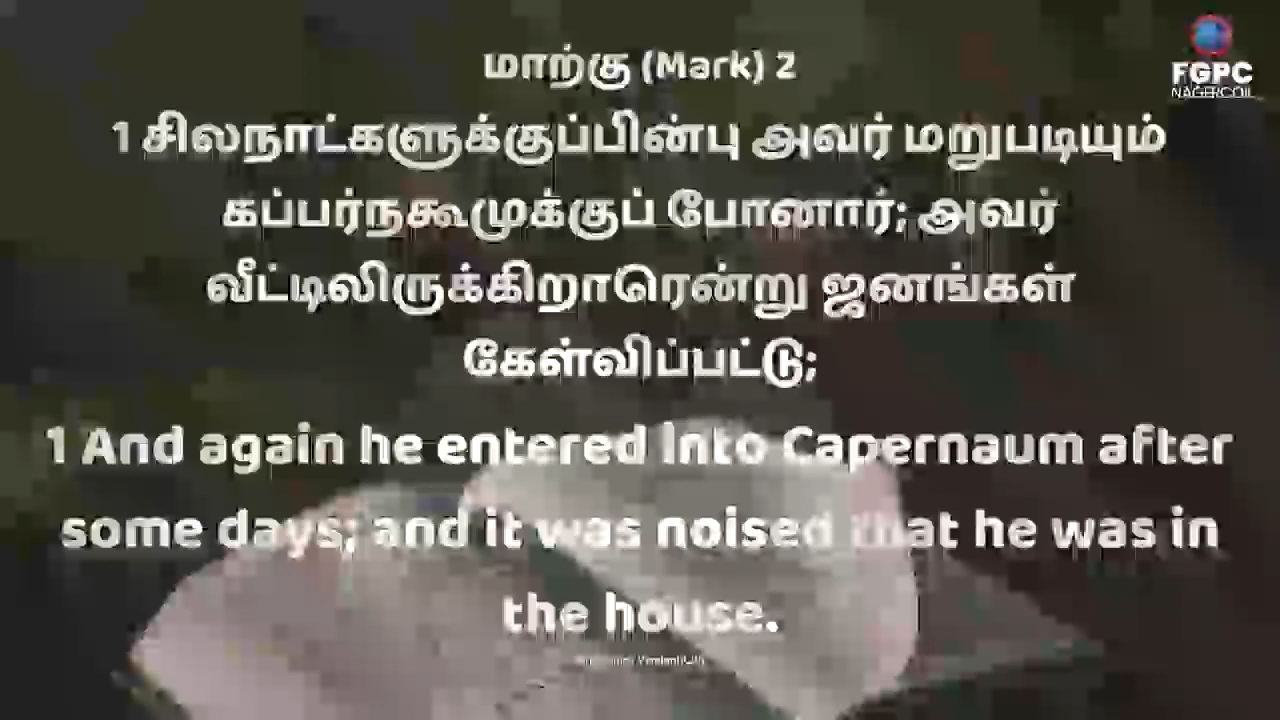 மாற்கு (Mark) 2
FGPC
NAGERCOIL
1 சிலநாட்களுக்குப்பின்பு அவர் மறுபடியும்
கப்பர்நகூமுக்குப் போனார்; அவர்
வீட்டிலிருக்கிறாரென்று ஜனங்கள்
கேள்விப்பட்டு;
1 And again he entered into Capernaum after
some days; and it was noised that he was in
the house.